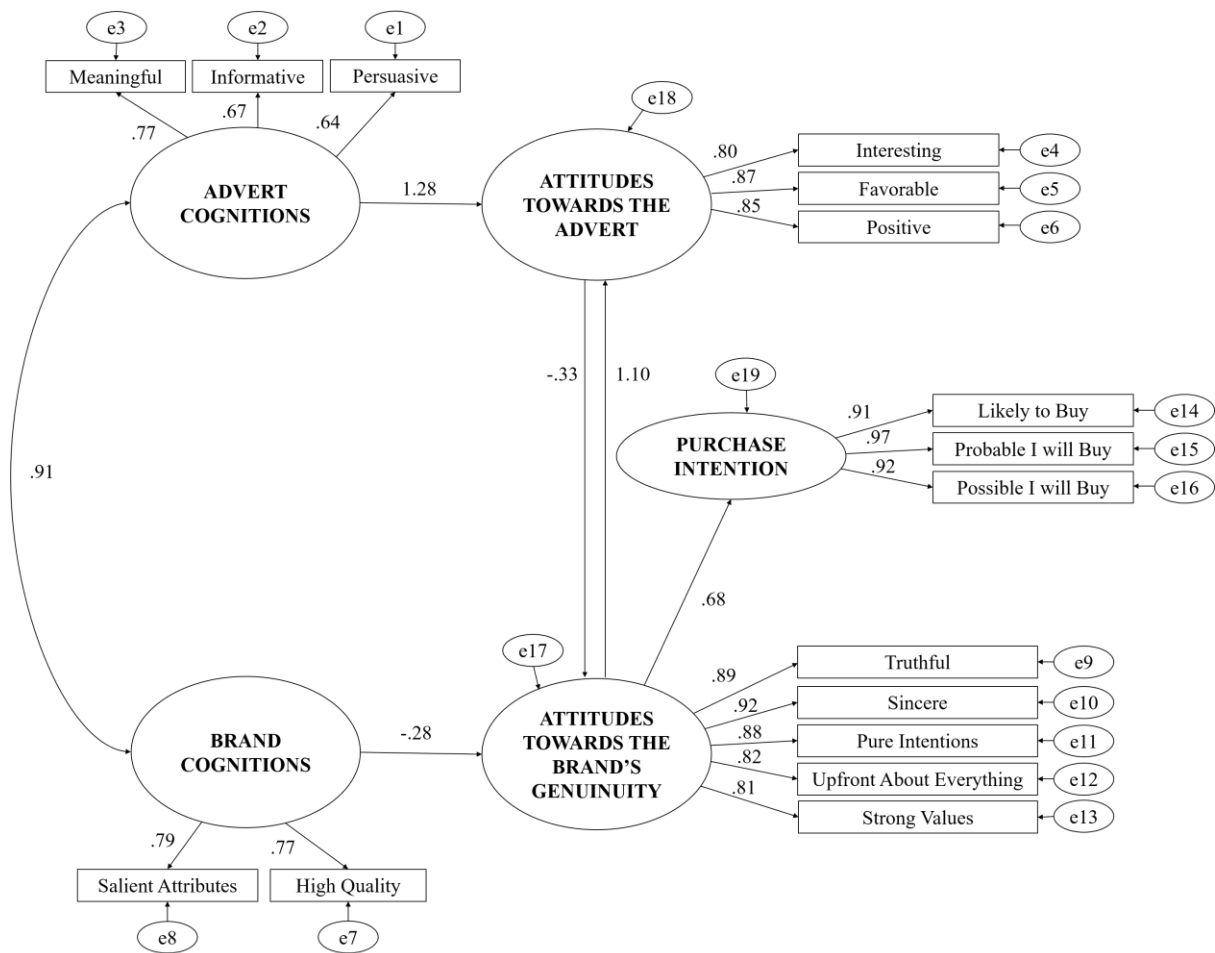 e3
e2
e1
Meaningful
Informative
Persuasive
.77
.67
.64
ADVERT
COGNITIONS
1.28
e18
ATTITUDES
TOWARDS THE
ADVERT
.80
.87
.85
Interesting
Favorable
Positive
e4
e5
e6
.91
-.33
1.10
e19
PURCHASE
INTENTION
.91
.97
.92
Likely to Buy
Probable I will Buy
Possible I will Buy
e14
e15
e16
.68
BRAND
COGNITIONS
-.28
e17
ATTITUDES
TOWARDS THE
BRAND'S
GENUINITY
.89
.92
.88
.82
.81
Truthful
Sincere
Pure Intentions
Upfront About Everything
Strong Values
e9
e10
e11
e12
e13
.79
.77
Salient Attributes
High Quality
e8
e7